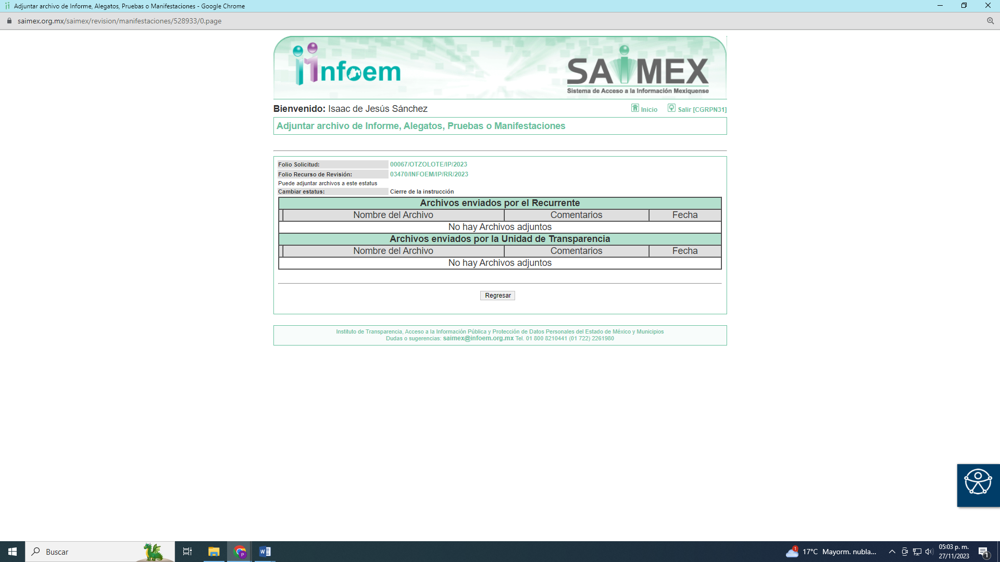 Adjuntar archivo de Informe, Alegatos, Pruebas o Manifestaciones - Google Chrome
saimex.org.mx/saimex/revision/manifestaciones/528933/0.page
infoem
SAIMEX
Sistema de Acceso a la Información Mexiquense
Bienvenido: Isaac de Jesús Sánchez
Inicio
Salir [CGRPN31]
Adjuntar archivo de Informe, Alegatos, Pruebas o Manifestaciones
Folio Solicitud: 00067/OTZOLOTE/IP/2023
Folio Recurso de Revisión: 03470/INFOEM/IP/RR/2023
Puede adjuntar archivos a este estatus
Cambiar estatus: Cierre de la instrucción
Archivos enviados por el Recurrente
Nombre del Archivo Comentarios Fecha
No hay Archivos adjuntos
Archivos enviados por la Unidad de Transparencia
Nombre del Archivo Comentarios Fecha
No hay Archivos adjuntos
Regresar
Instituto de Transparencia, Acceso a la Información Pública y Protección de Datos Personales del Estado de México y Municipios
Dudas o sugerencias: saimex@infoem.org.mx Tel. 01 800 8210441 (01 722) 2261980
Buscar
P
W
1
17°C Mayorm. nubla...
05:03 p. m.
27/11/2023
1